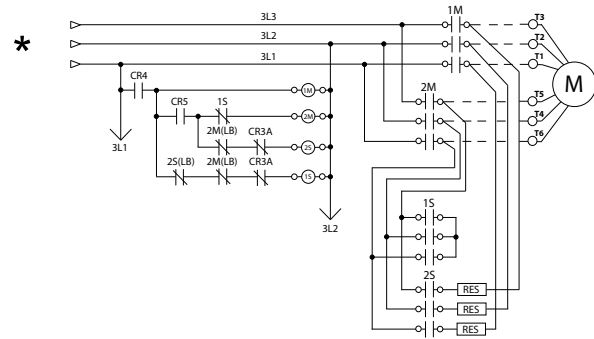 3L3 1M T3
* 3L2 T2
3L1 T1
M
CR4 1M
2M T5
CR5 1S 2M T4
3L1 2M(LB) CR3A 2S T6
2S(LB) 2M(LB) CR3A 1S
3L2
1S
2S
RES
RES
RES